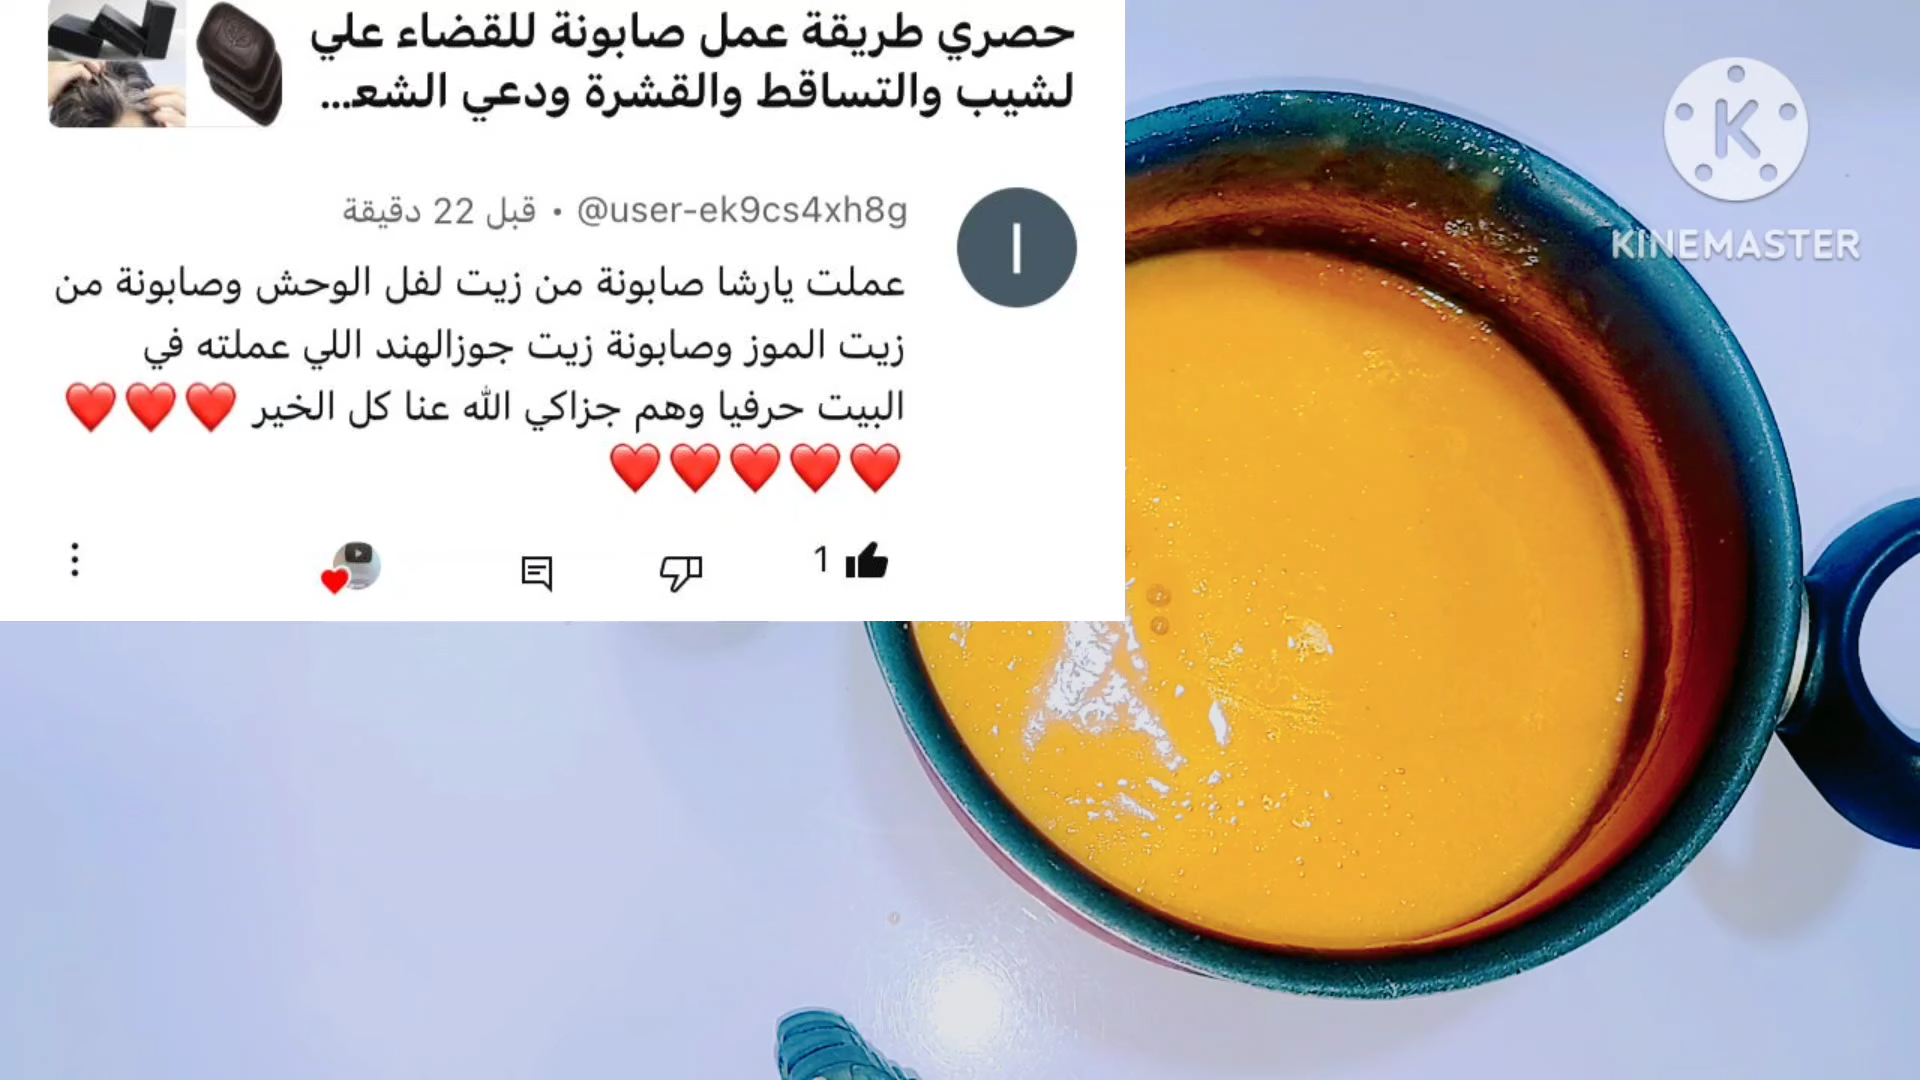 حصري طريقة عمل صابونة للقضاء علي
لشيب والتساقط والقشرة ودعي الشعـ...
@user-ek9cs4xh8g • قبل 22 دقيقة
عملت يارشا صابونة من زيت لفل الوحش وصابونة من
زيت الموز وصابونة زيت جوزالهند اللي عملته في
البيت حرفيا وهم جزاكي الله عنا كل الخير ❤️❤️❤️
❤️❤️❤️❤️❤️
1
K
KINEMASTER